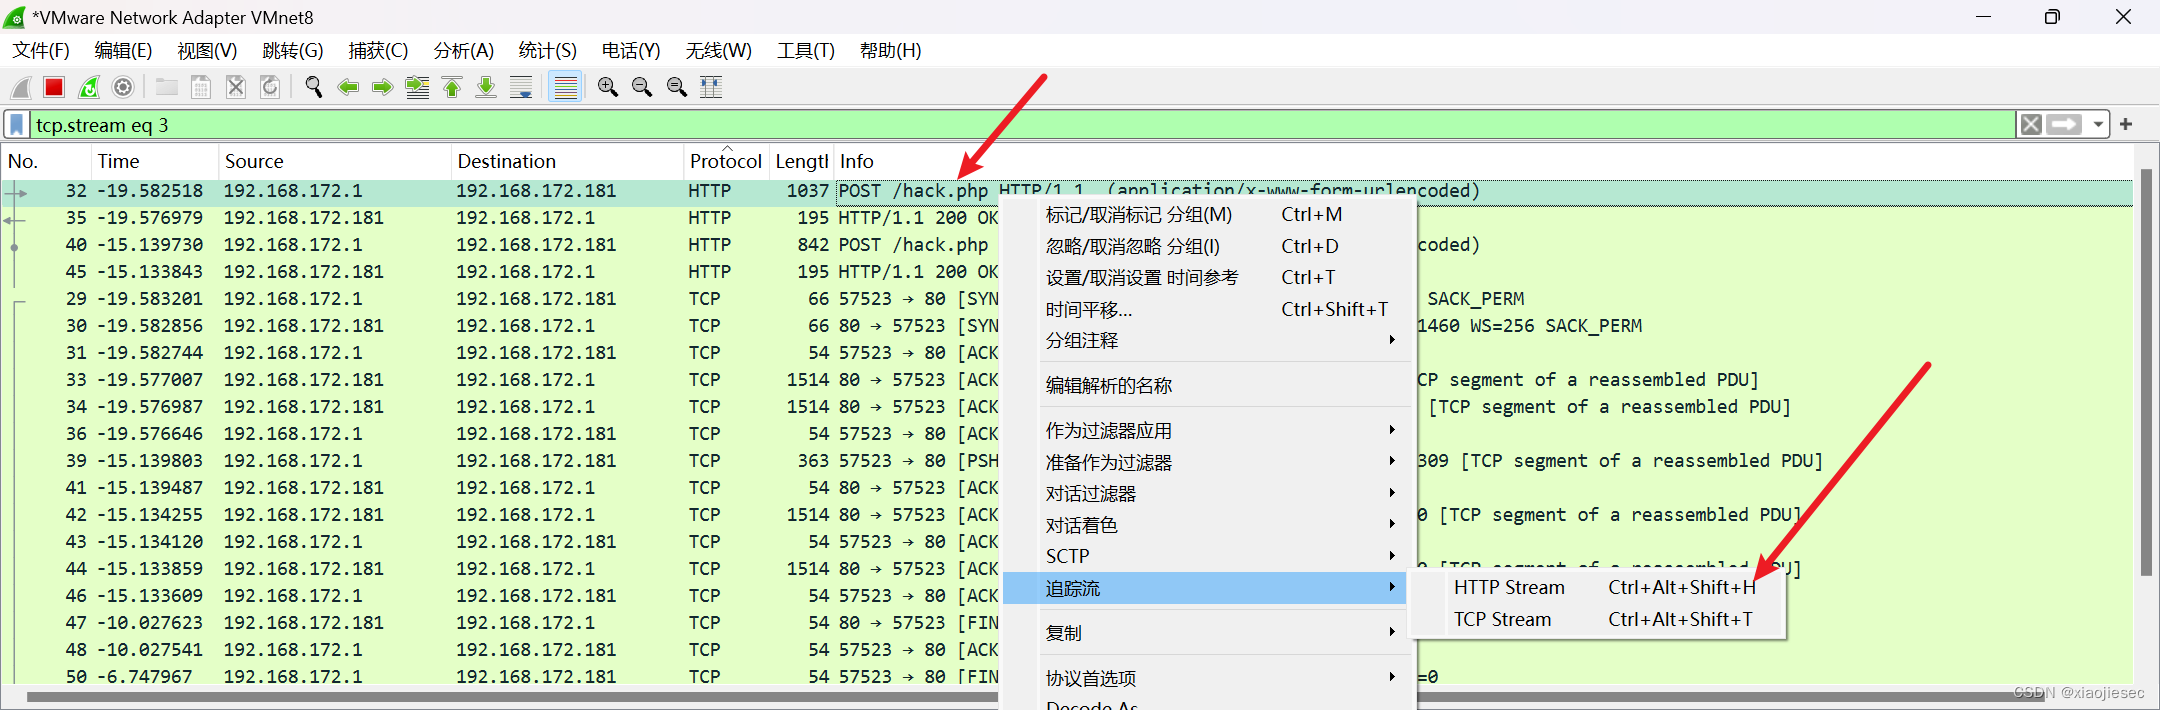 *VMware Network Adapter VMnet8
文件(F) 编辑(E) 视图(V) 跳转(G) 捕获(C) 分析(A) 统计(S) 电话(Y) 无线(W) 工具(T) 帮助(H)
tcp.stream eq 3
No. Time Source Destination Protocol Length Info
32 -19.582518 192.168.172.1 192.168.172.181 HTTP 1037 POST /hack.php HTTP/1.1 (application/x-www-form-urlencoded)
35 -19.576979 192.168.172.181 192.168.172.1 HTTP 195 HTTP/1.1 200 OK
40 -15.139730 192.168.172.1 192.168.172.181 HTTP 842 POST /hack.php coded)
45 -15.133843 192.168.172.181 192.168.172.1 HTTP 195 HTTP/1.1 200 OK
29 -19.583201 192.168.172.1 192.168.172.181 TCP 66 57523 → 80 [SYN SACK_PERM
30 -19.582856 192.168.172.181 192.168.172.1 TCP 66 80 → 57523 [SYN 1460 WS=256 SACK_PERM
31 -19.582744 192.168.172.1 192.168.172.181 TCP 54 57523 → 80 [ACK
33 -19.577007 192.168.172.181 192.168.172.1 TCP 1514 80 → 57523 [ACK CP segment of a reassembled PDU]
34 -19.576987 192.168.172.181 192.168.172.1 TCP 1514 80 → 57523 [ACK [TCP segment of a reassembled PDU]
36 -19.576646 192.168.172.1 192.168.172.181 TCP 54 57523 → 80 [ACK
39 -15.139803 192.168.172.1 192.168.172.181 TCP 363 57523 → 80 [PSH 309 [TCP segment of a reassembled PDU]
41 -15.139487 192.168.172.181 192.168.172.1 TCP 54 80 → 57523 [ACK
42 -15.134255 192.168.172.181 192.168.172.1 TCP 1514 80 → 57523 [ACK 0 [TCP segment of a reassembled PDU]
43 -15.134120 192.168.172.1 192.168.172.181 TCP 54 57523 → 80 [ACK
44 -15.133859 192.168.172.181 192.168.172.1 TCP 1514 80 → 57523 [ACK 0 [TCP segment of a reassembled PDU]
46 -15.133609 192.168.172.1 192.168.172.181 TCP 54 57523 → 80 [ACK
47 -10.027623 192.168.172.181 192.168.172.1 TCP 54 80 → 57523 [FIN
48 -10.027541 192.168.172.1 192.168.172.181 TCP 54 57523 → 80 [ACK
50 -6.747967 192.168.172.1 192.168.172.181 TCP 54 57523 → 80 [FIN =0
标记/取消标记 分组(M) Ctrl+M
忽略/取消忽略 分组(I) Ctrl+D
设置/取消设置 时间参考 Ctrl+T
时间平移... Ctrl+Shift+T
分组注释
编辑解析的名称
作为过滤器应用
准备作为过滤器
对话过滤器
对话着色
SCTP
追踪流
复制
协议首选项
Decode As
HTTP Stream Ctrl+Alt+Shift+H
TCP Stream Ctrl+Alt+Shift+T
CSDN @xiaojiesec